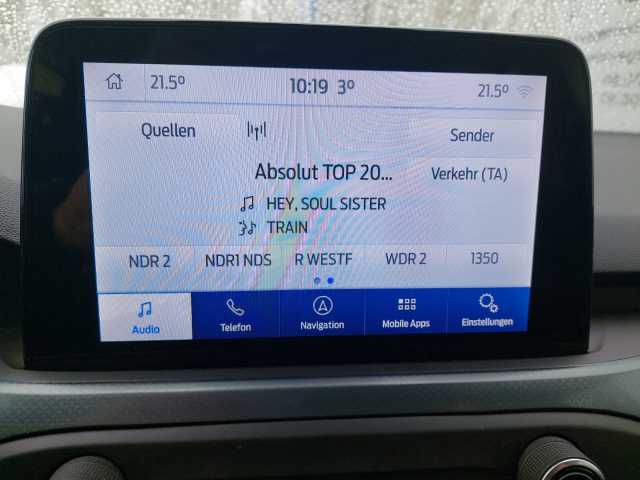 21.5° 10:19 3° 21.5°
Quellen Sender
Absolut TOP 20... Verkehr (TA)
HEY, SOUL SISTER
TRAIN
NDR 2 NDR1 NDS R WESTF WDR 2 1350
Audio Telefon Navigation Mobile Apps Einstellungen